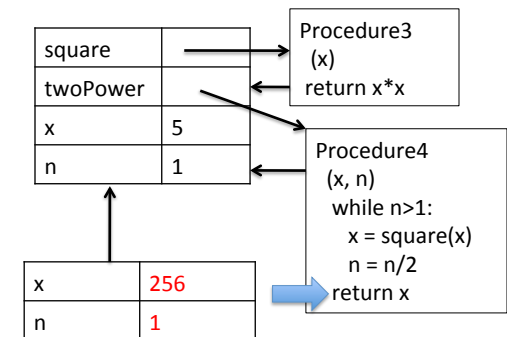 square
twoPower
x 5
n 1
Procedure3
(x)
return x*x
Procedure4
(x, n)
while n>1:
x = square(x)
n = n/2
return x
x 256
n 1